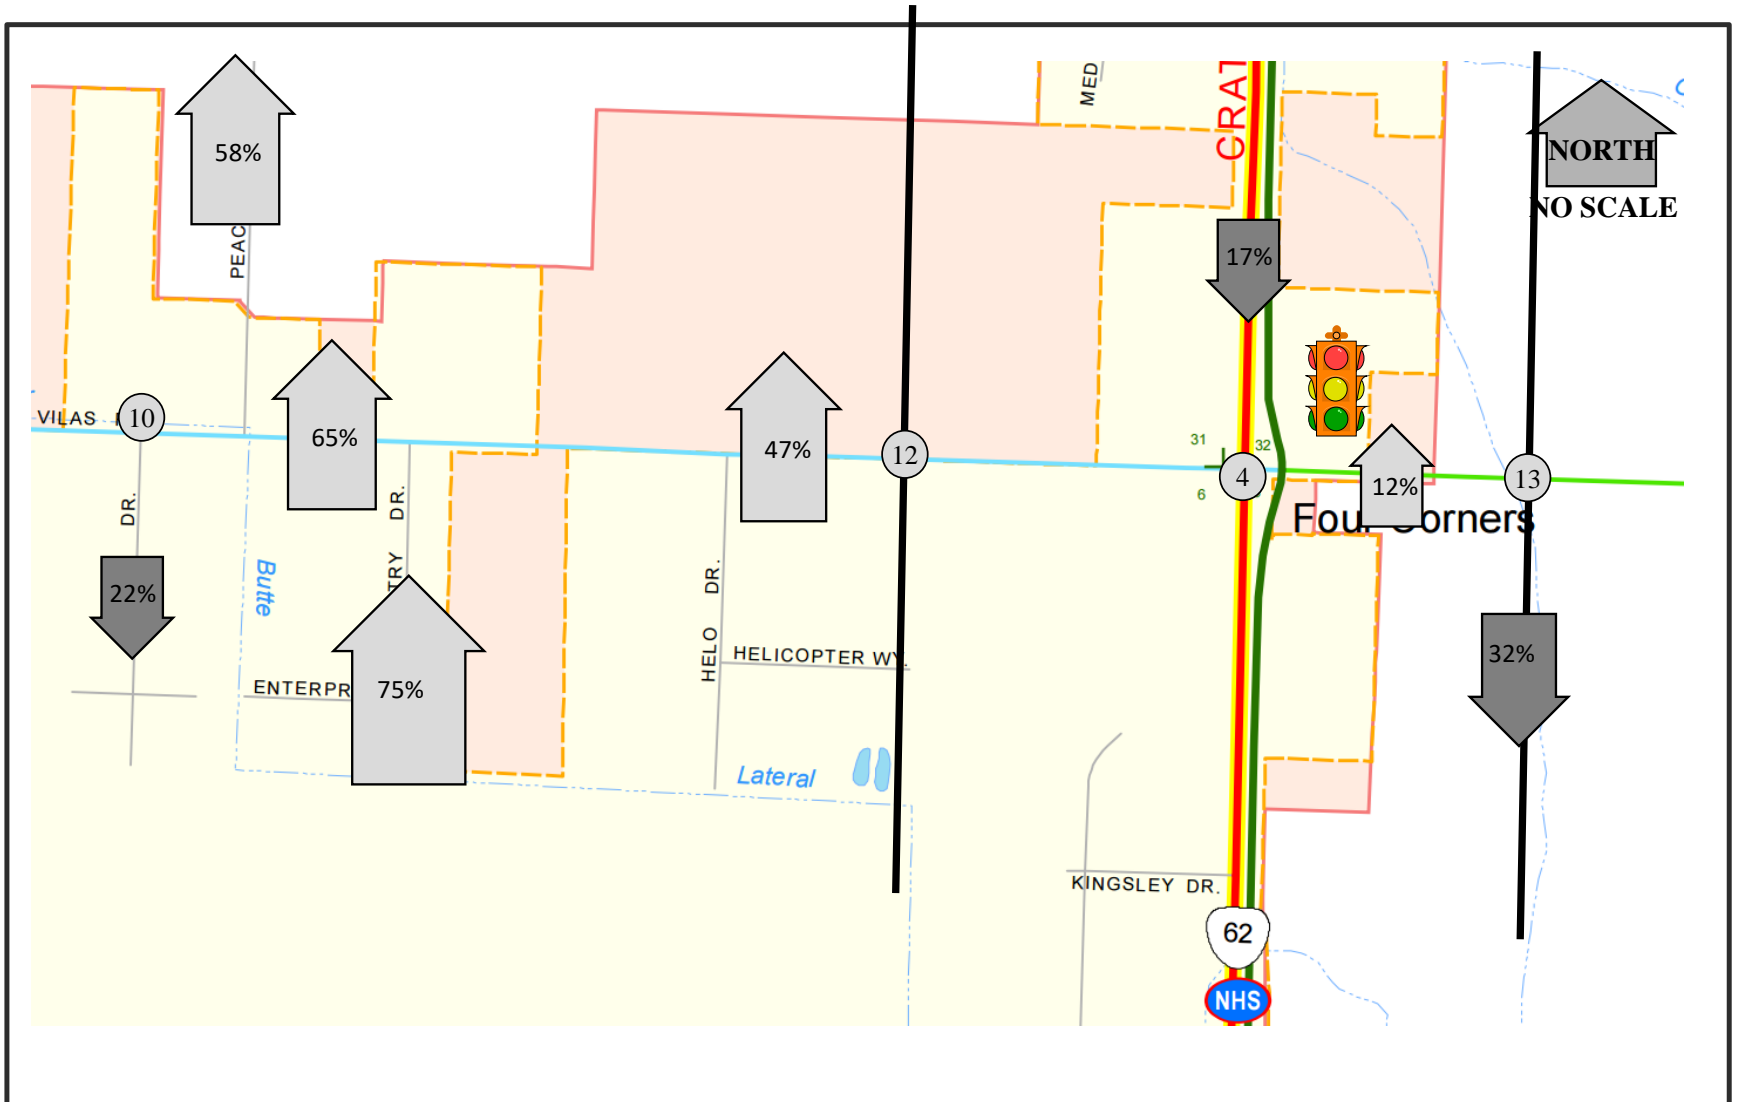 MED
CRAT
58%
NORTH
NO SCALE
PEAC
17%
VILAS
10
65%
47%
12
31
32
4
6
12%
13
Four Corners
DR.
DR.
TRY
Butte
22%
HELO DR.
HELICOPTER WY.
32%
ENTERPR
75%
Lateral
KINGSLEY DR.
62
NHS